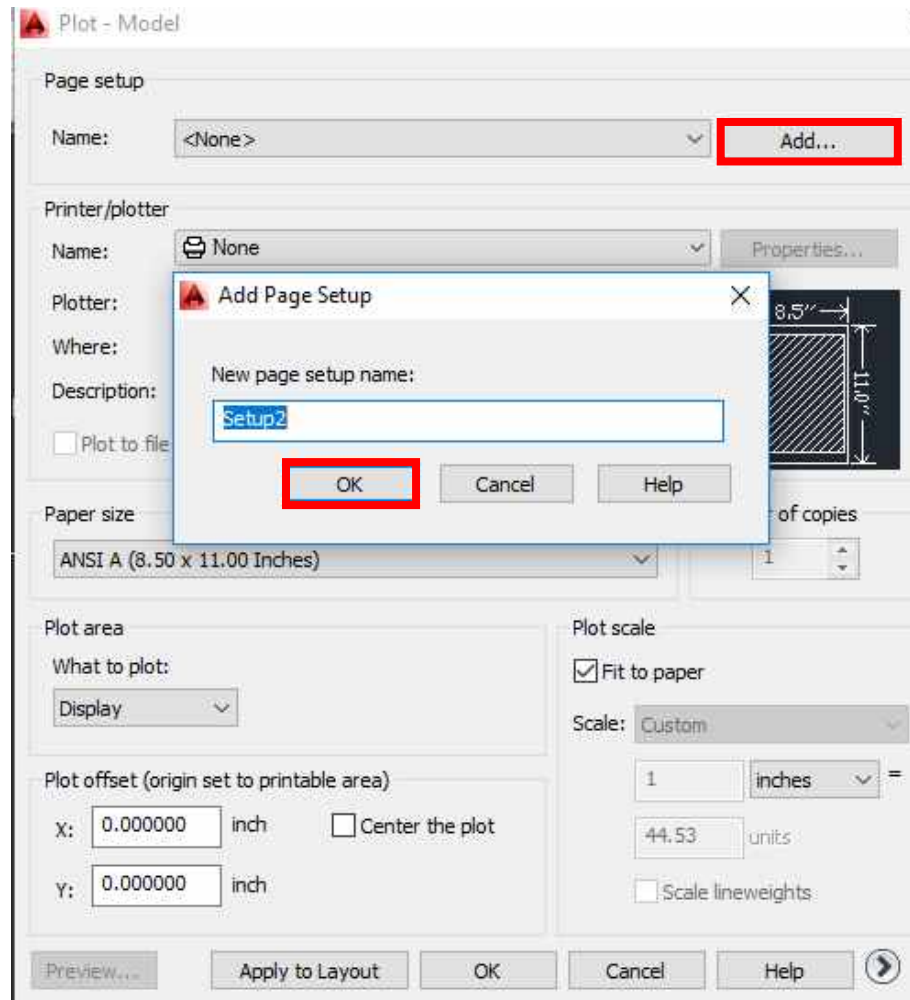 Plot - Model
Page setup
Name: <None> Add...
Printer/plotter
Name: None Properties...
Plotter:
Where:
Description:
Plot to file
Add Page Setup
New page setup name:
Setup2
OK Cancel Help
8.5''
11.0''
Paper size
of copies
ANSI A (8.50 x 11.00 Inches) 1
Plot area
What to plot:
Display
Plot scale
Fit to paper
Scale: Custom
1 inches =
44.53 units
Scale lineweights
Plot offset (origin set to printable area)
X: 0.000000 inch Center the plot
Y: 0.000000 inch
Preview... Apply to Layout OK Cancel Help